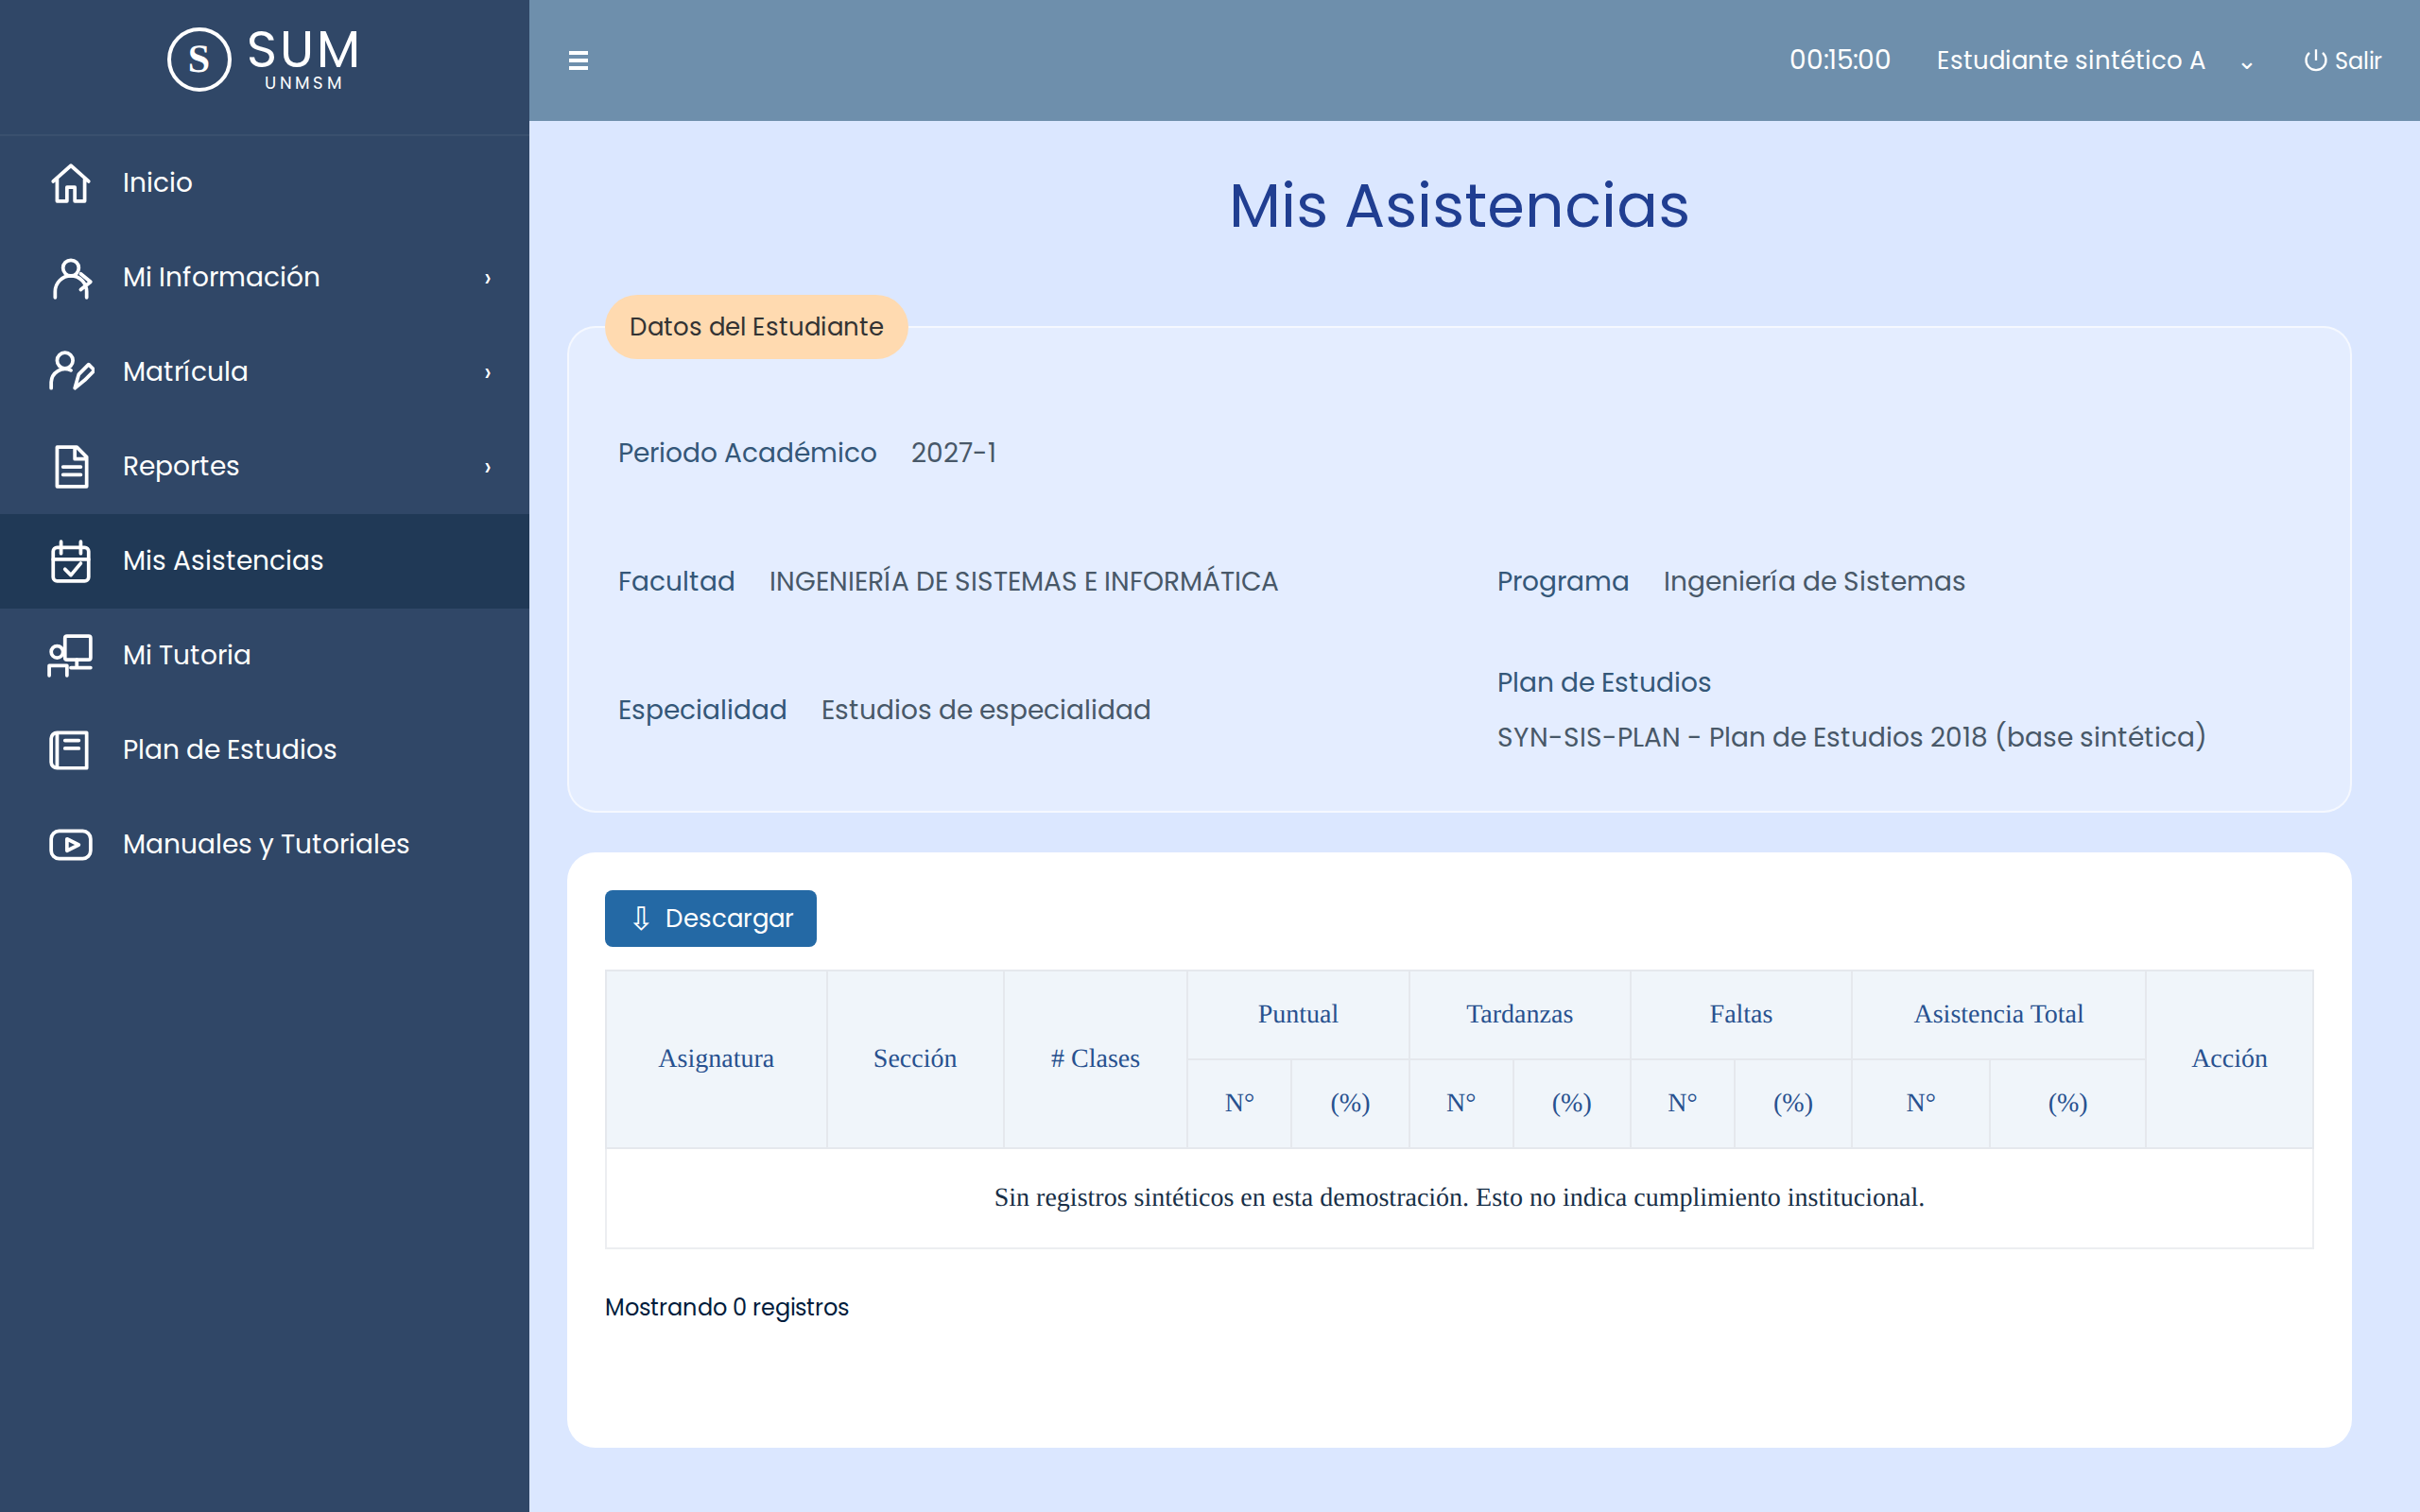 S SUM
UNMSM
00:15:00 Estudiante sintético A Salir
Inicio
Mi Información
Matrícula
Reportes
Mis Asistencias
Mi Tutoria
Plan de Estudios
Manuales y Tutoriales
Mis Asistencias
Datos del Estudiante
Periodo Académico 2027-1
Facultad INGENIERÍA DE SISTEMAS E INFORMÁTICA Programa Ingeniería de Sistemas
Especialidad Estudios de especialidad
Plan de Estudios
SYN-SIS-PLAN - Plan de Estudios 2018 (base sintética)
⇩ Descargar
Asignatura Sección # Clases Puntual Tardanzas Faltas Asistencia Total Acción
N° (%) N° (%) N° (%) N° (%)
Sin registros sintéticos en esta demostración. Esto no indica cumplimiento institucional.
Mostrando 0 registros